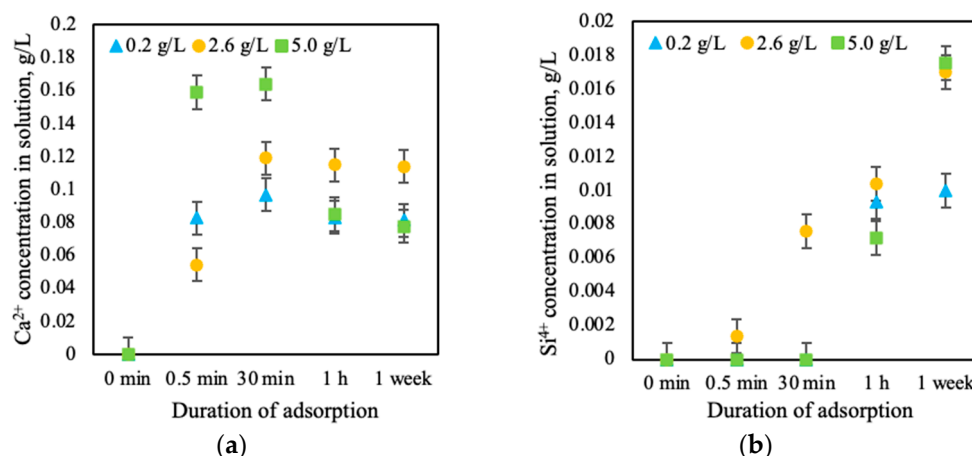 0.2 g/L 2.6 g/L 5.0 g/L
Ca²⁺ concentration in solution, g/L
0.2
0.18
0.16
0.14
0.12
0.1
0.08
0.06
0.04
0.02
0
0 min 0.5 min 30 min 1 h 1 week
Duration of adsorption
(a)
0.2 g/L 2.6 g/L 5.0 g/L
Si⁴⁺ concentration in solution, g/L
0.02
0.018
0.016
0.014
0.012
0.01
0.008
0.006
0.004
0.002
0
0 min 0.5 min 30 min 1 h 1 week
Duration of adsorption
(b)